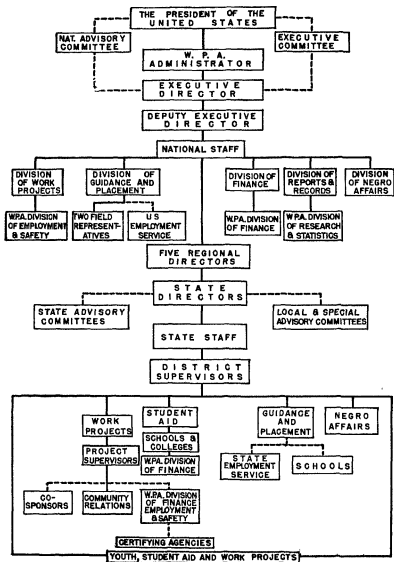 THE PRESIDENT OF THE
UNITED STATES
NAT. ADVISORY
COMMITTEE
EXECUTIVE
COMMITTEE
W. P. A.
ADMINISTRATOR
EXECUTIVE
DIRECTOR
DEPUTY EXECUTIVE
DIRECTOR
NATIONAL STAFF
DIVISION
OF WORK
PROJECTS
DIVISION OF
GUIDANCE AND
PLACEMENT
DIVISION OF
FINANCE
DIVISION OF
REPORTS &
RECORDS
DIVISION
OF NEGRO
AFFAIRS
W.P.A. DIVISION
OF EMPLOYMENT
& SAFETY
TWO FIELD
REPRESENT-
ATIVES
U S
EMPLOYMENT
SERVICE
W.P.A. DIVISION
OF FINANCE
W.P.A. DIVISION
OF RESEARCH
& STATISTICS
FIVE REGIONAL
DIRECTORS
STATE
DIRECTORS
STATE ADVISORY
COMMITTEES
LOCAL & SPECIAL
ADVISORY COMMITTEES
STATE STAFF
DISTRICT
SUPERVISORS
WORK
PROJECTS
STUDENT
AID
GUIDANCE
AND
PLACEMENT
NEGRO
AFFAIRS
PROJECT
SUPERVISORS
SCHOOLS &
COLLEGES
W.P.A. DIVISION
OF FINANCE
STATE
EMPLOYMENT
SERVICE
SCHOOLS
CO-
SPONSORS
COMMUNITY
RELATIONS
W.P.A. DIVISION
OF FINANCE
EMPLOYMENT
& SAFETY
CERTIFYING AGENCIES
YOUTH, STUDENT AID AND WORK PROJECTS